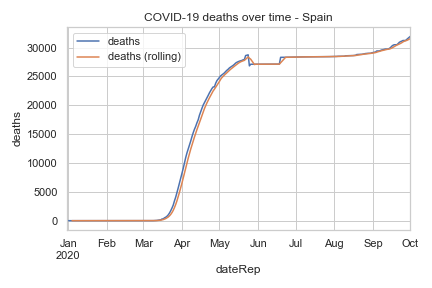 COVID-19 deaths over time - Spain
deaths
deaths (rolling)
deaths
30000
25000
20000
15000
10000
5000
0
Jan Feb Mar Apr May Jun Jul Aug Sep Oct
2020
dateRep